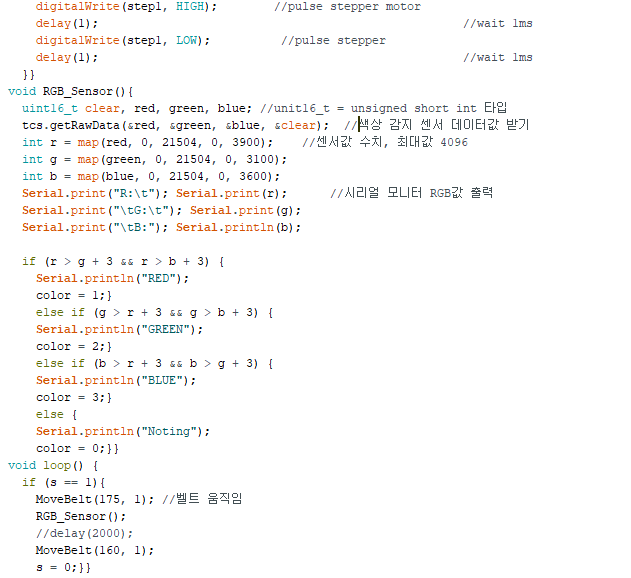 digitalWrite(step1, HIGH); //pulse stepper motor
delay(1); //wait 1ms
digitalWrite(step1, LOW); //pulse stepper
delay(1); //wait 1ms
}}
void RGB_Sensor(){
uint16_t clear, red, green, blue; //unit16_t = unsigned short int 타입
tcs.getRawData(&red, &green, &blue, &clear); //색상 감지 센서 데이터값 받기
int r = map(red, 0, 21504, 0, 3900); //센서값 수치, 최대값 4096
int g = map(green, 0, 21504, 0, 3100);
int b = map(blue, 0, 21504, 0, 3600);
Serial.print("R:\t"); Serial.print(r); //시리얼 모니터 RGB값 출력
Serial.print("\tG:\t"); Serial.print(g);
Serial.print("\tB:"); Serial.println(b);
if (r > g + 3 && r > b + 3) {
Serial.println("RED");
color = 1;}
else if (g > r + 3 && g > b + 3) {
Serial.println("GREEN");
color = 2;}
else if (b > r + 3 && b > g + 3) {
Serial.println("BLUE");
color = 3;}
else {
Serial.println("Noting");
color = 0;}}
void loop() {
if (s == 1){
MoveBelt(175, 1); //벨트 움직임
RGB_Sensor();
//delay(2000);
MoveBelt(160, 1);
s = 0;}}